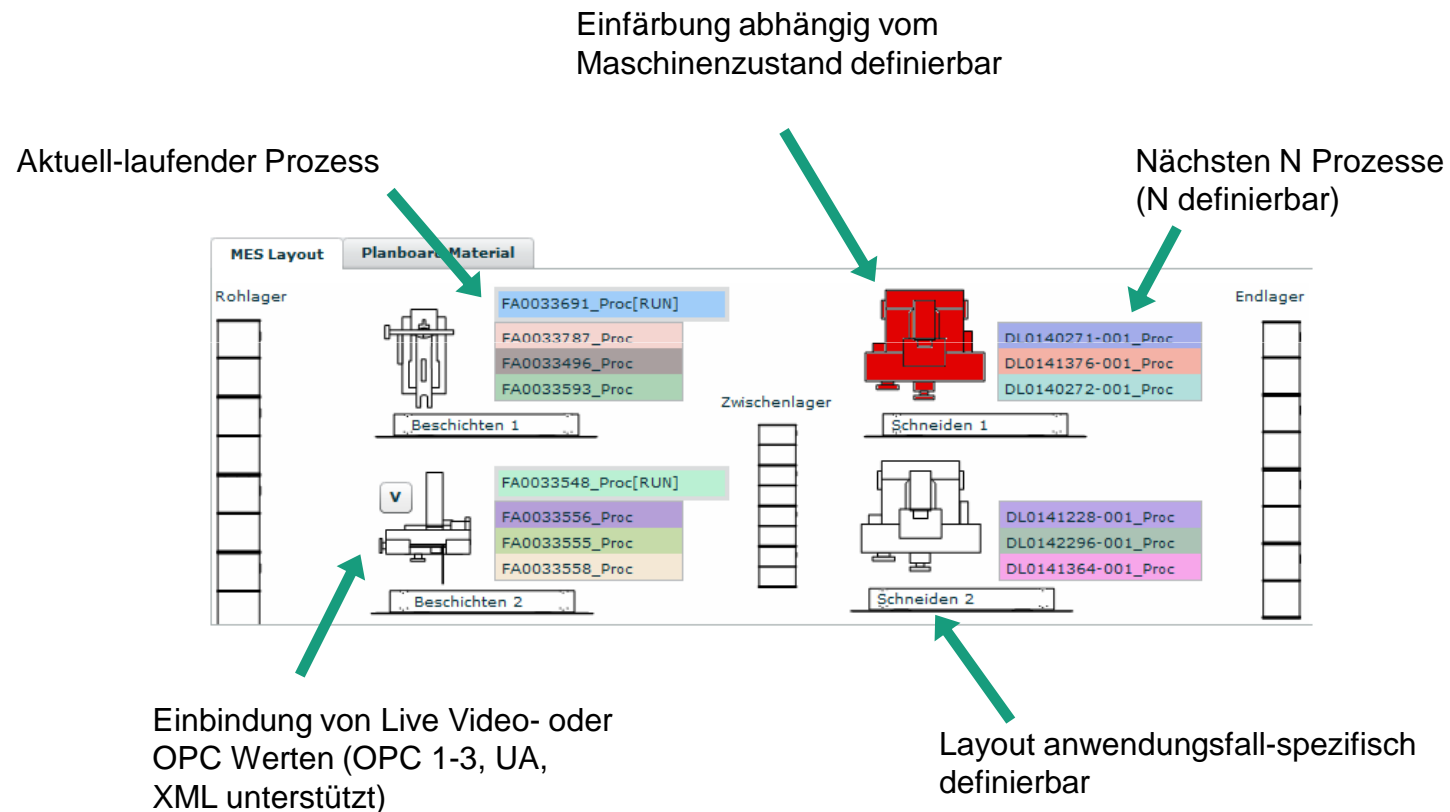 Einfärbung abhängig vom
Maschinenzustand definierbar
Aktuell-laufender Prozess
Nächsten N Prozesse
(N definierbar)
MES Layout
Planboard Material
Rohlager
FA0033691_Proc[RUN]
FA0033787_Proc
FA0033496_Proc
FA0033593_Proc
Beschichten 1
Zwischenlager
DL0140271-001_Proc
DL0141376-001_Proc
DL0140272-001_Proc
Schneiden 1
Endlager
V
FA0033548_Proc[RUN]
FA0033556_Proc
FA0033555_Proc
FA0033558_Proc
Beschichten 2
DL0141228-001_Proc
DL0142296-001_Proc
DL0141364-001_Proc
Schneiden 2
Einbindung von Live Video- oder
OPC Werten (OPC 1-3, UA,
XML unterstützt)
Layout anwendungsfall-spezifisch
definierbar